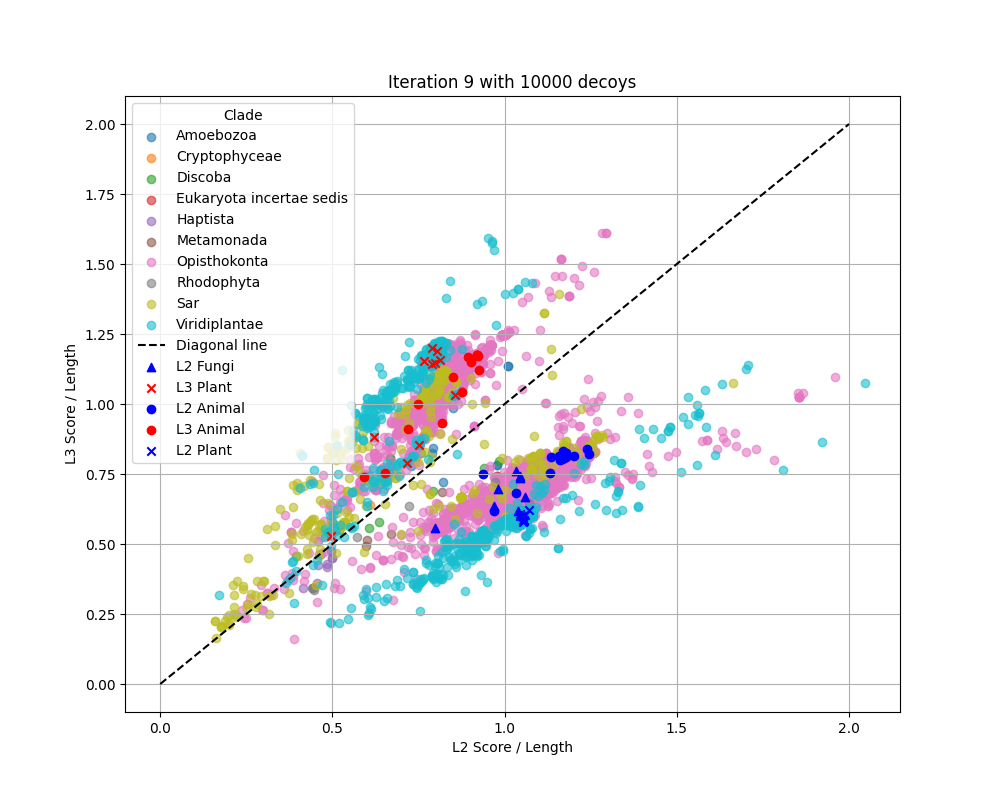 Iteration 9 with 10000 decoys
L3 Score / Length
2.00
1.75
1.50
1.25
1.00
0.75
0.50
0.25
0.00
Clade
Amoebozoa
Cryptophyceae
Discoba
Eukaryota incertae sedis
Haptista
Metamonada
Opisthokonta
Rhodophyta
Sar
Viridiplantae
Diagonal line
L2 Fungi
L3 Plant
L2 Animal
L3 Animal
L2 Plant
0.0 0.5 1.0 1.5 2.0
L2 Score / Length